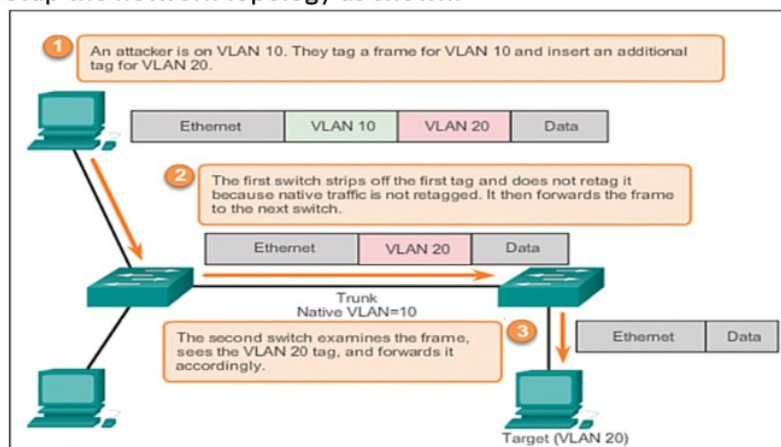 1
An attacker is on VLAN 10. They tag a frame for VLAN 10 and insert an additional
tag for VLAN 20.
Ethernet VLAN 10 VLAN 20 Data
2
The first switch strips off the first tag and does not retag it
because native traffic is not retagged. It then forwards the frame
to the next switch.
Ethernet VLAN 20 Data
Trunk
Native VLAN=10
3
The second switch examines the frame,
sees the VLAN 20 tag, and forwards it
accordingly.
Ethernet Data
Target (VLAN 20)